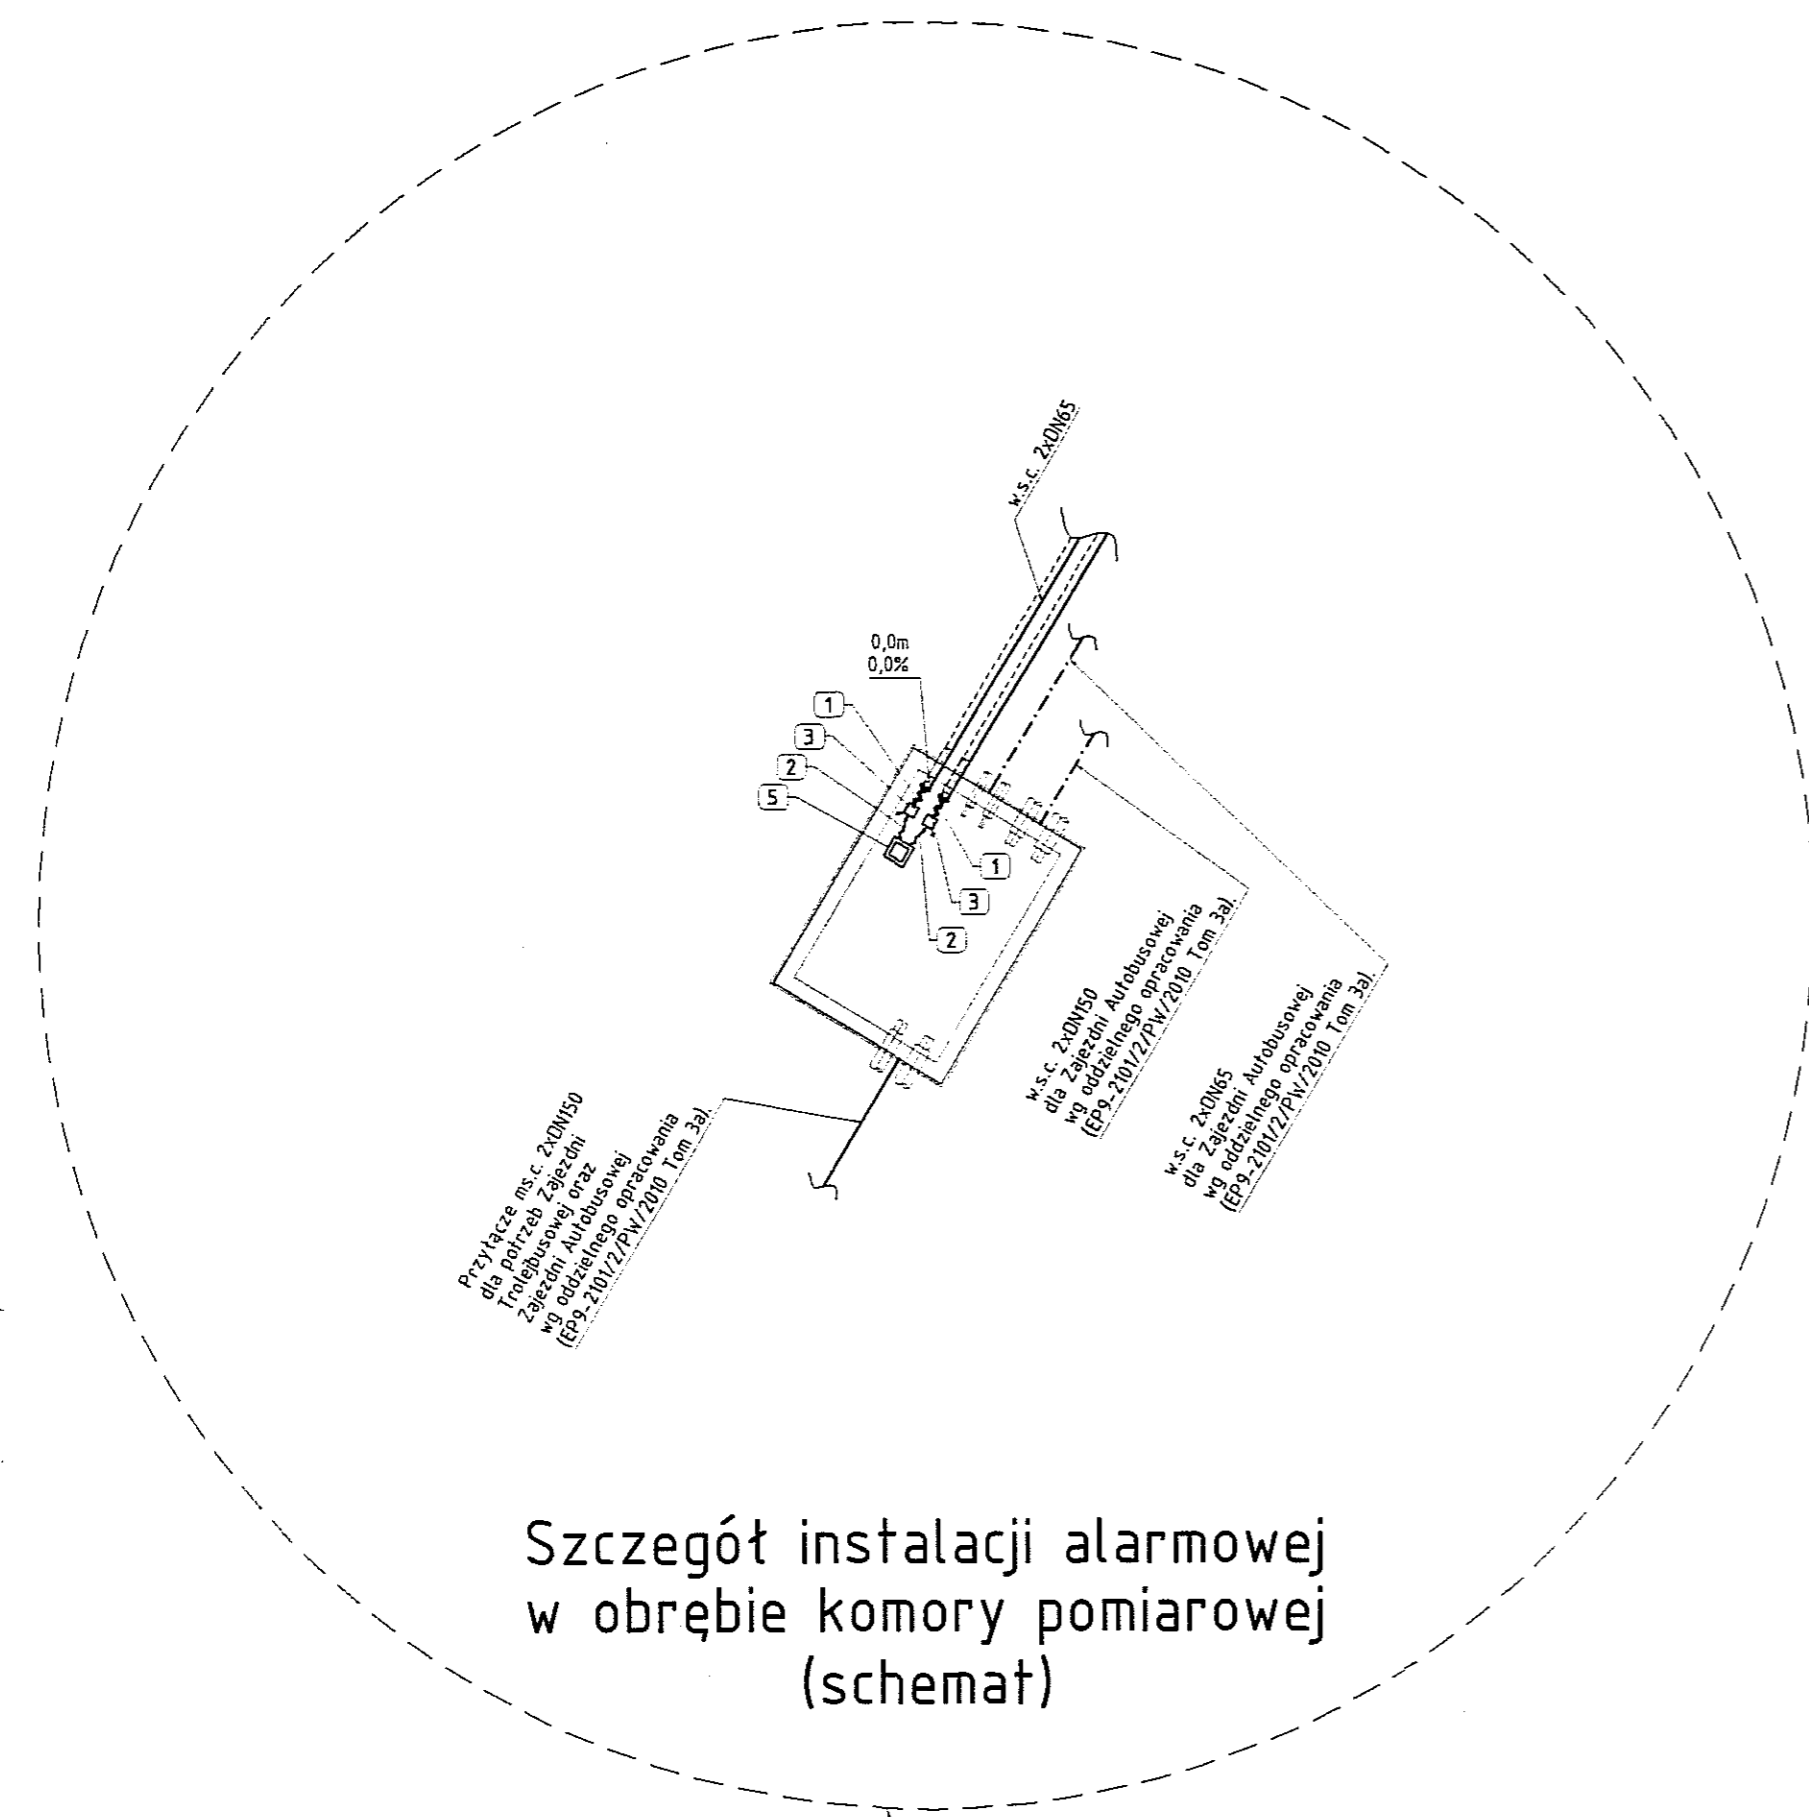 w.s.c. 2xDN65
0,0m
0,0%
1
3
2
5
1
3
2
w.s.c. 2xDN150
dla Zajezdni Autobusowej
wg oddzielnego opracowania
(EP9-2101/2/PW/2010 Tom 3a).
w.s.c. 2xDN65
dla Zajezdni Autobusowej
wg oddzielnego opracowania
(EP9-2101/2/PW/2010 Tom 3a).
Przyłącze ms.c. 2xDN150
dla potrzeb Zajezdni
Trolejbusowej oraz
Zajezdni Autobusowej
wg oddzielnego opracowania
(EP9-2101/2/PW/2010 Tom 3a).
Szczegół instalacji alarmowej
w obrębie komory pomiarowej
(schemat)